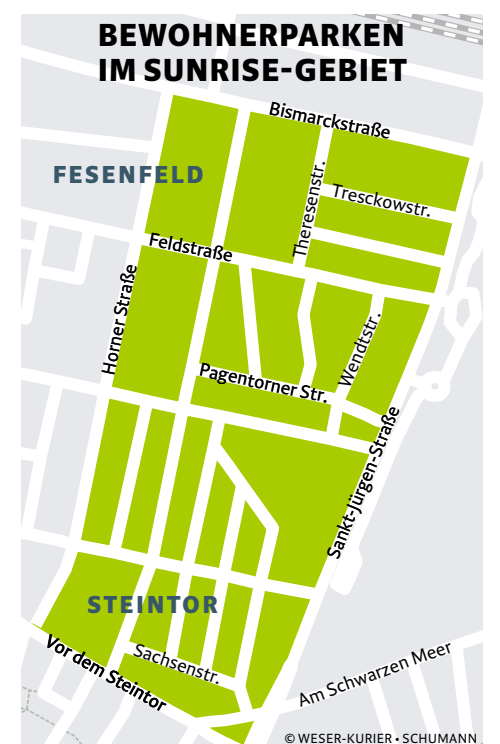 BEWOHNERPARKEN
IM SUNRISE-GEBIET
Bismarckstraße
FESENFELD
Theresenstr.
Tresckowstr.
Feldstraße
Horner Straße
Wendtstr.
Pagentorner Str.
Sankt-Jürgen-Straße
STEINTOR
Vor dem Steintor
Sachsenstr.
Am Schwarzen Meer
© WESER-KURIER • SCHUMANN